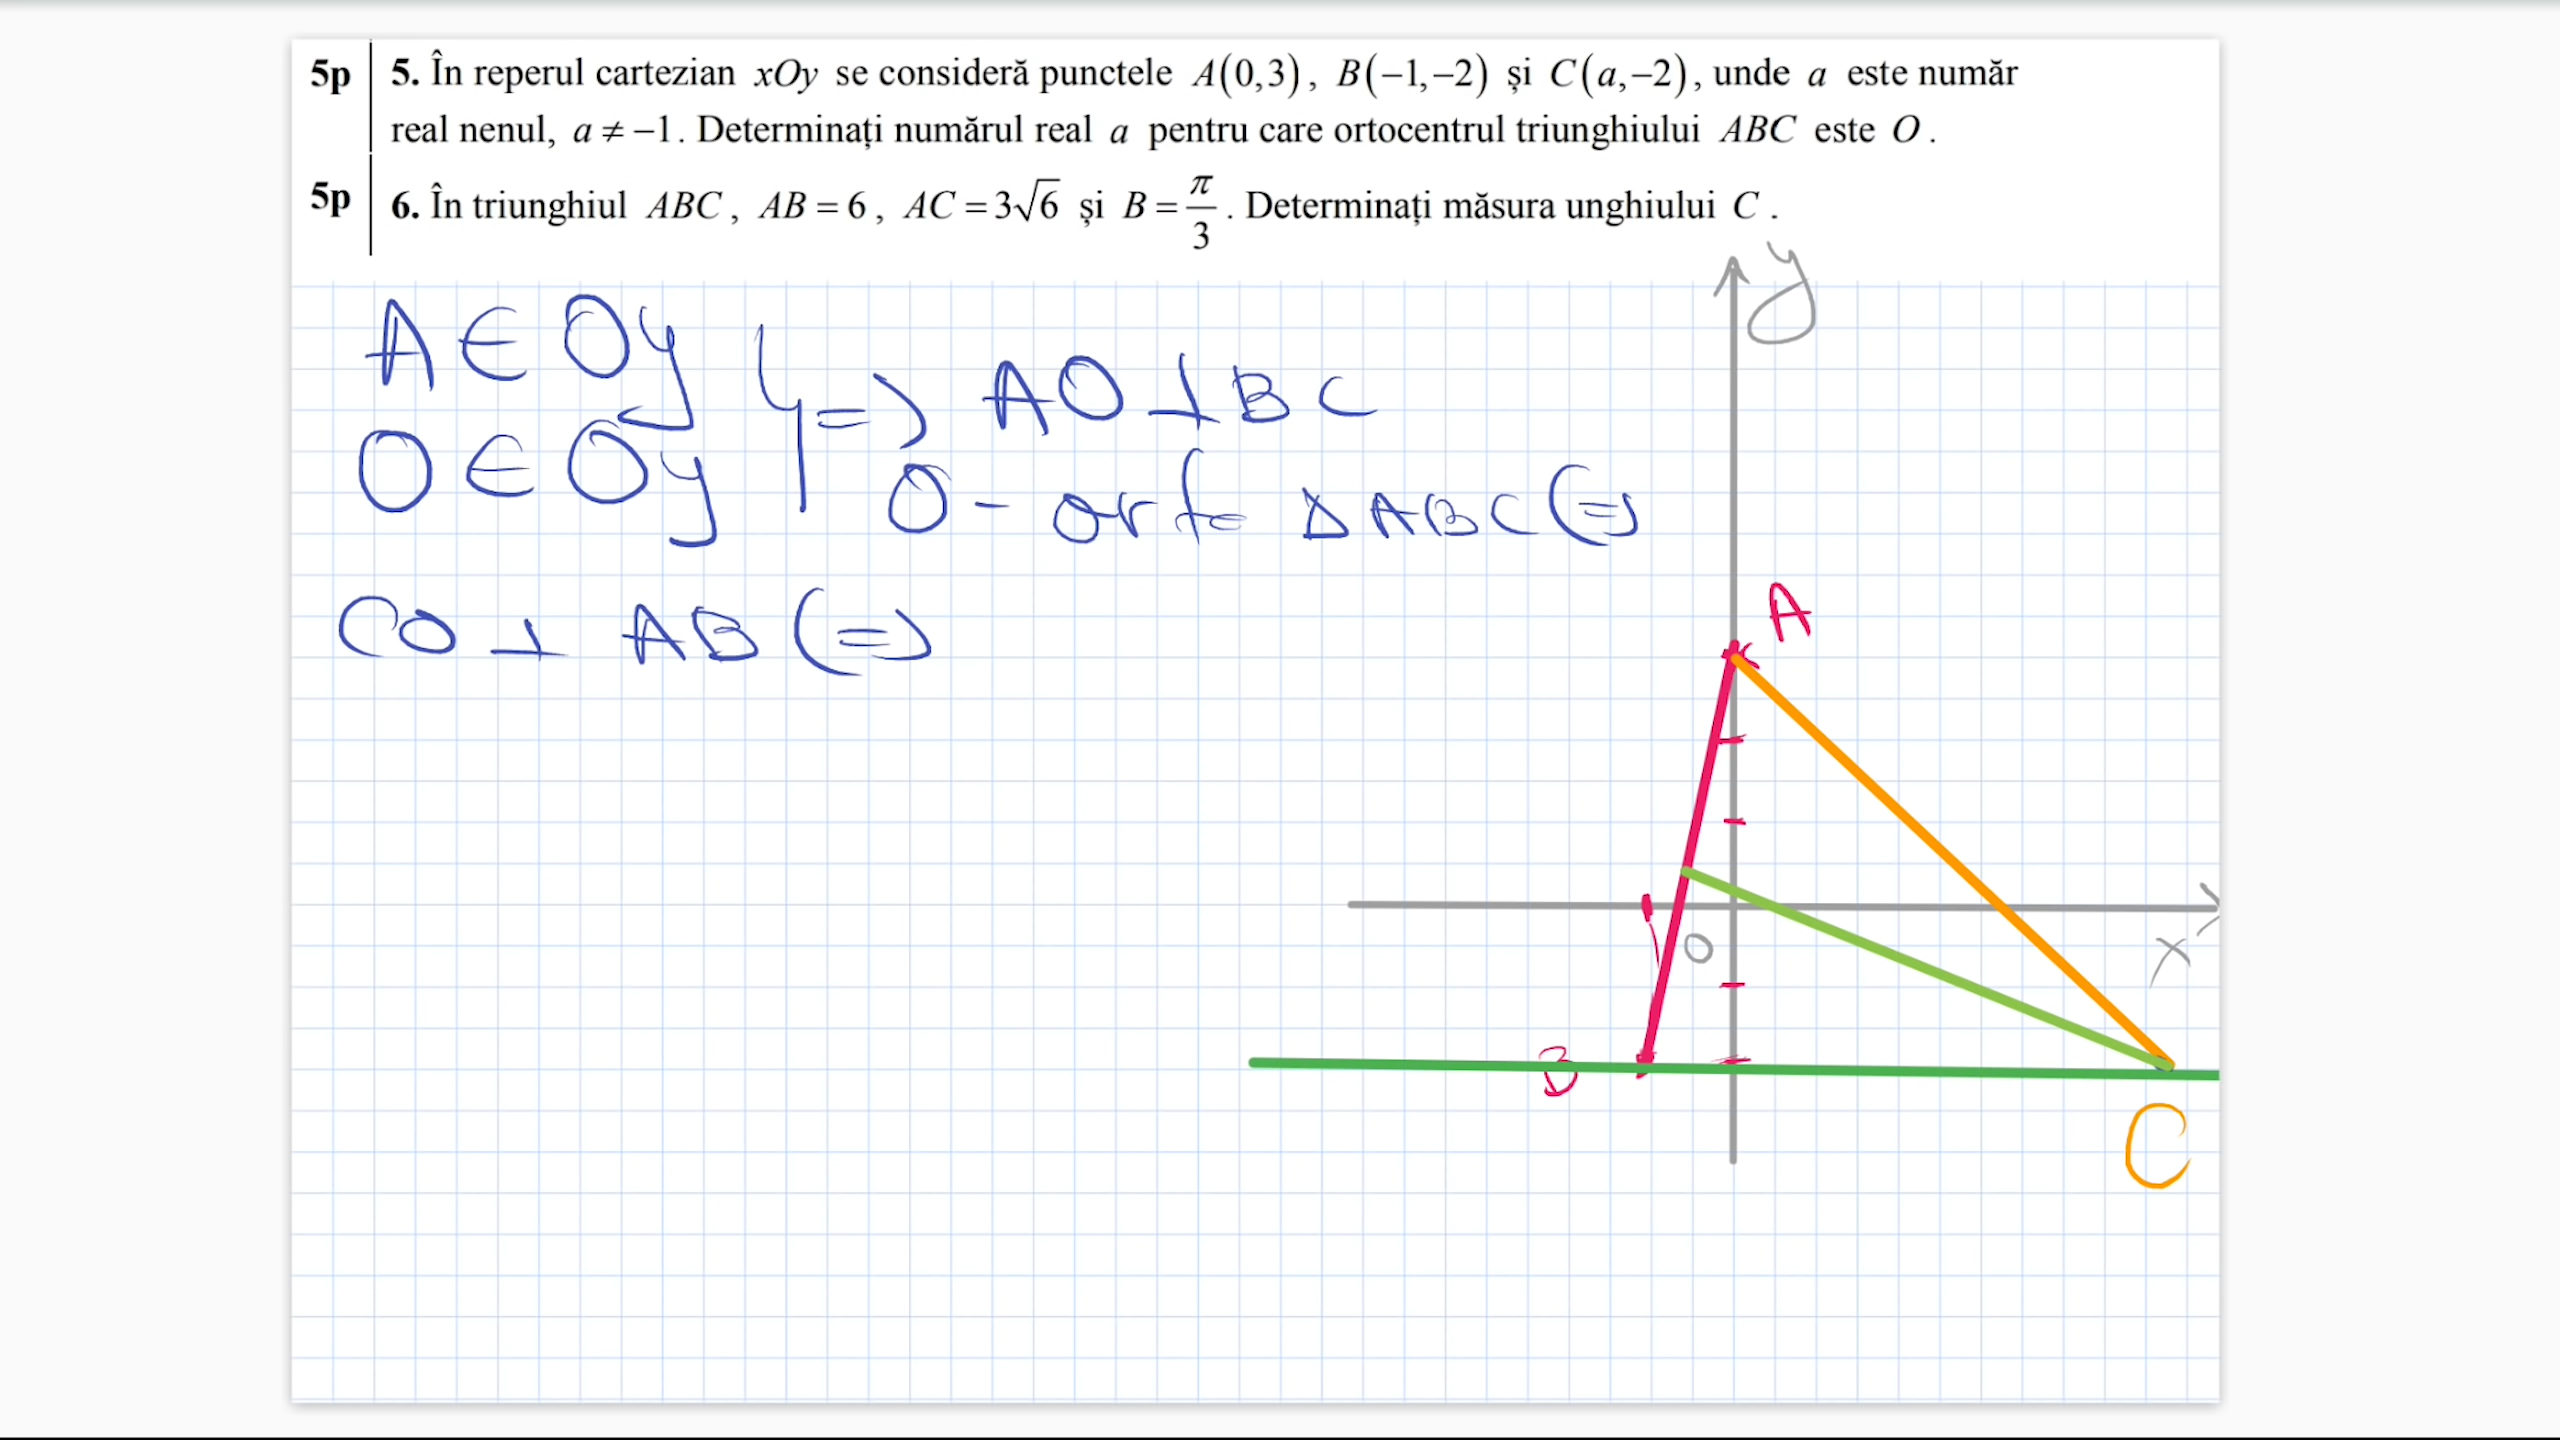 5p 5. În reperul cartezian xOy se consideră punctele A(0,3), B(−1,−2) și C(a,−2), unde a este număr
real nenul, a ≠ −1. Determinați numărul real a pentru care ortocentrul triunghiului ABC este O.
5p 6. În triunghiul ABC, AB = 6, AC = 3√6 și B = π/3. Determinați măsura unghiului C.
y
A ∈ Oy
O ∈ Oy } => AO ⊥ BC
O - orto Δ ABC (=)
CO ⊥ AB (=)
A
O
x
B
C